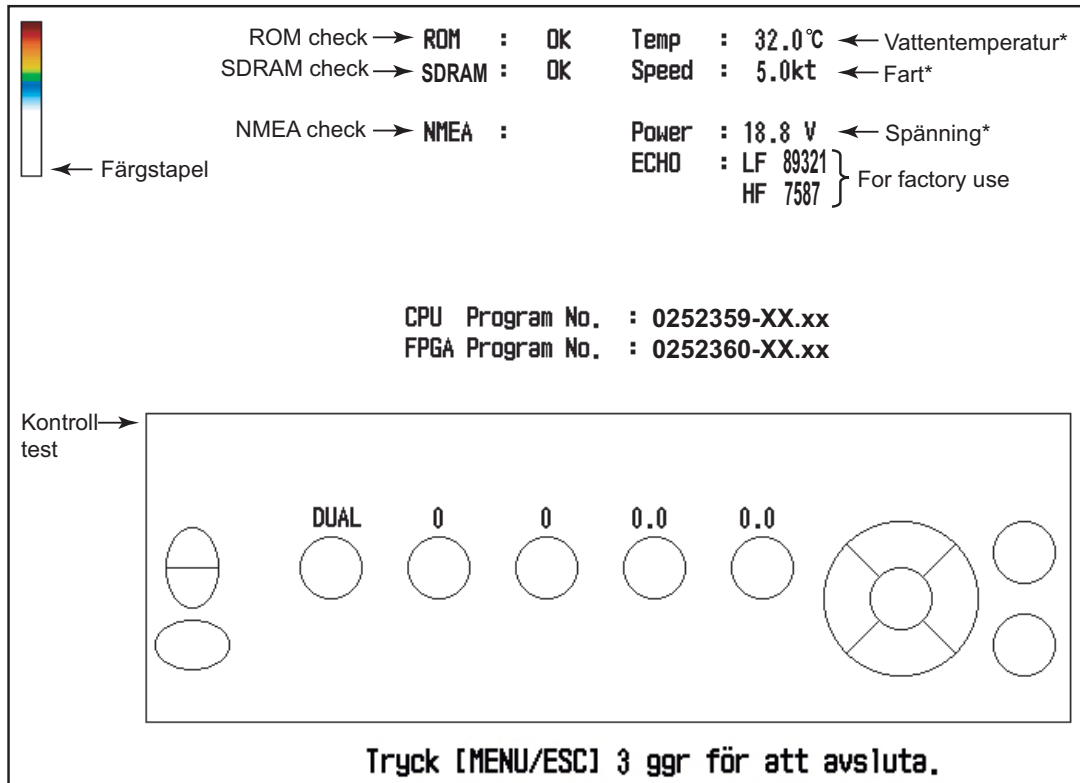 ROM check → ROM : OK Temp : 32.0°C ← Vattentemperatur*
SDRAM check → SDRAM : OK Speed : 5.0kt ← Fart*
NMEA check → NMEA : Power : 18.8 V ← Spänning*
← Färgstapel
ECHO : LF 89321
HF 7587
For factory use
CPU Program No. : 0252359-XX.xx
FPGA Program No. : 0252360-XX.xx
Kontroll →
test
DUAL 0 0 0.0 0.0
Tryck [MENU/ESC] 3 ggr för att avsluta.